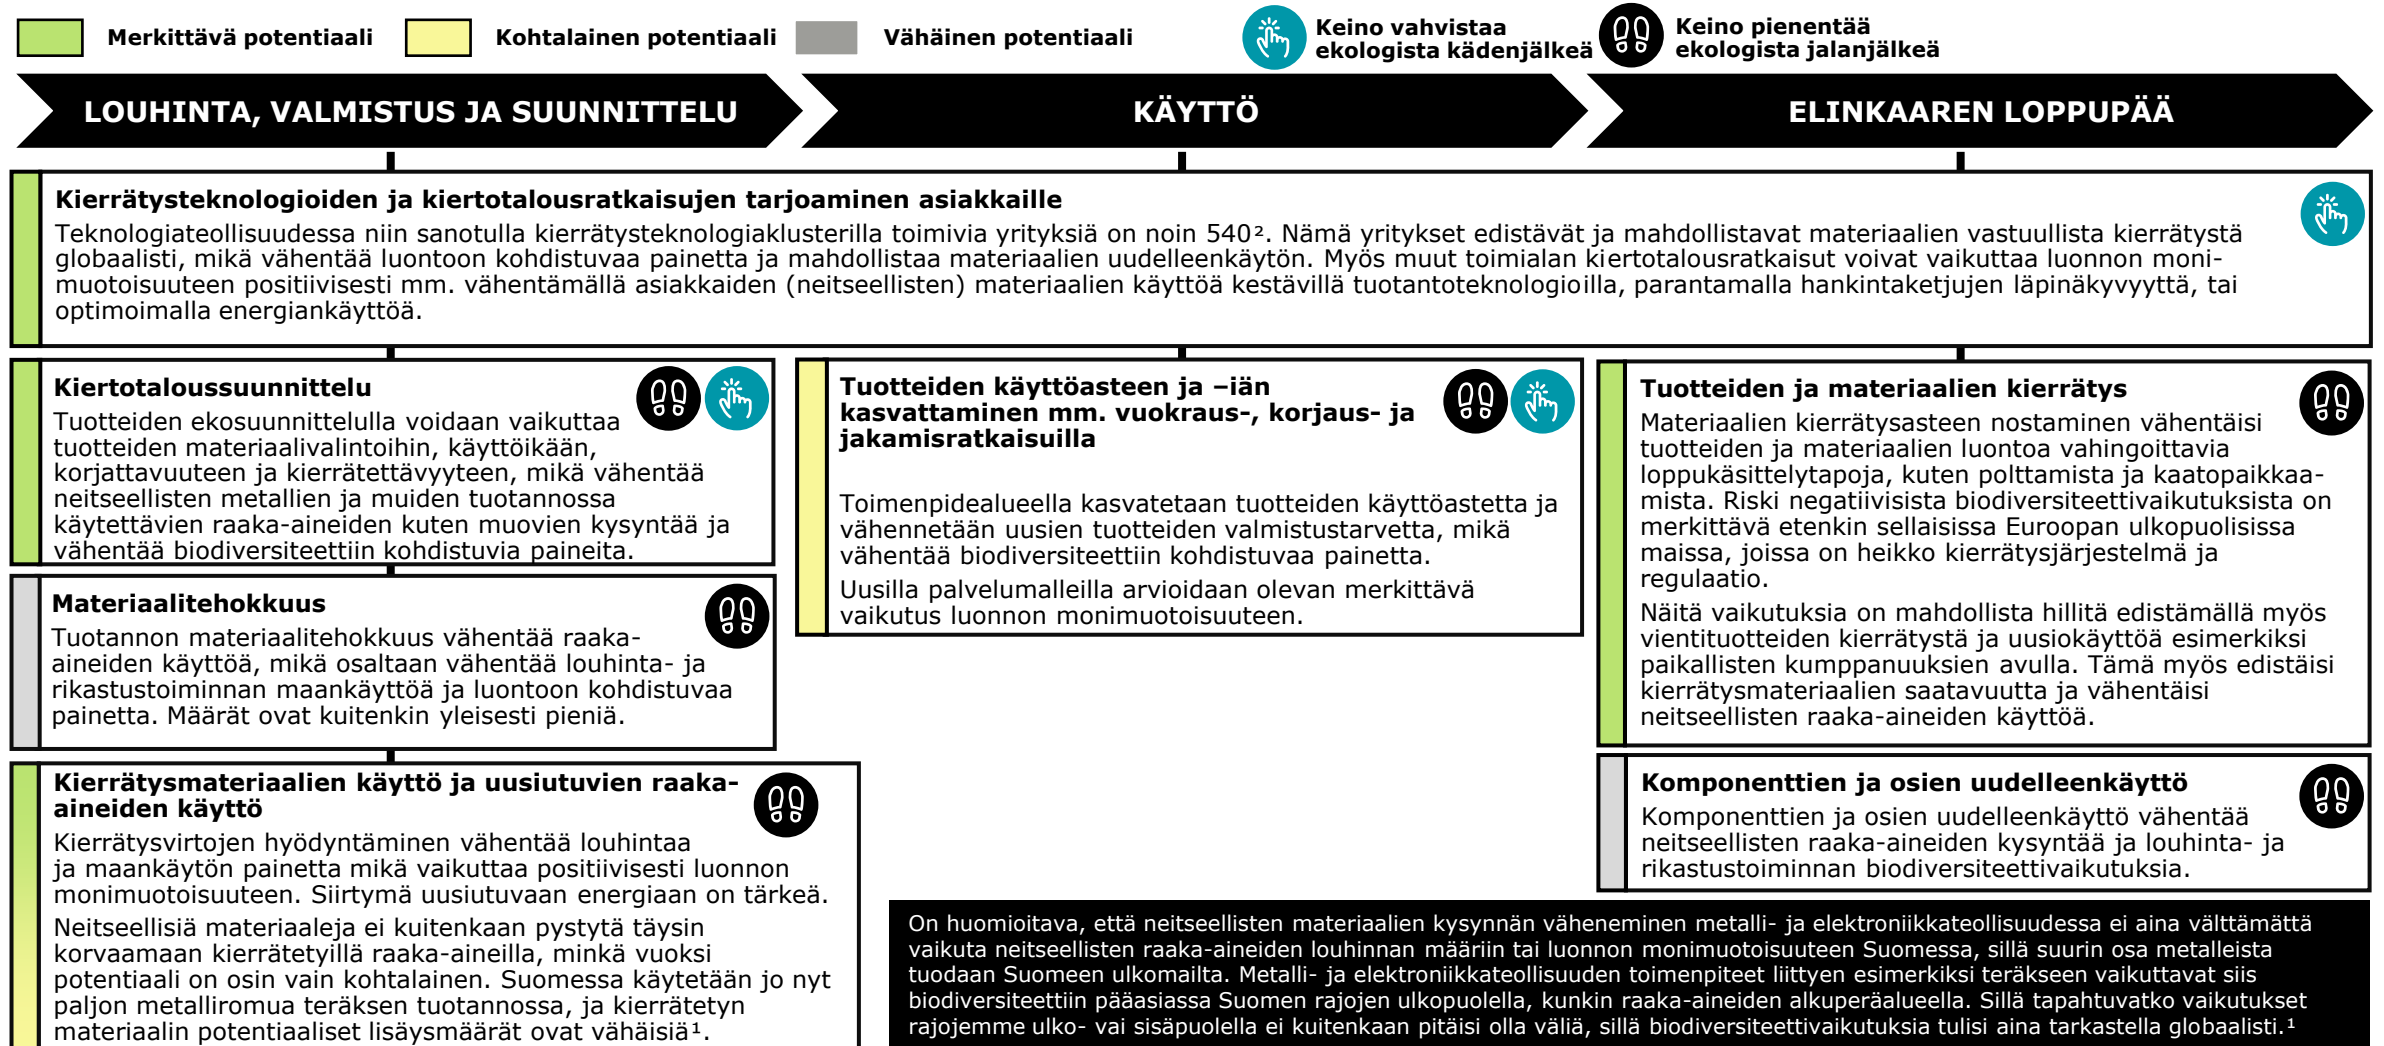 Merkittävä potentiaali
Kohtalainen potentiaali
Vähäinen potentiaali
Keino vahvistaa
ekologista kädenjälkeä
Keino pienentää
ekologista jalanjälkeä
LOUHINTA, VALMISTUS JA SUUNNITTELU
KÄYTTÖ
ELINKAAREN LOPPUPÄÄ
Kierrätysteknologioiden ja kiertotalousratkaisujen tarjoaminen asiakkaille
Teknologiateollisuudessa niin sanotulla kierrätysteknologiaklusterilla toimivia yrityksiä on noin 540². Nämä yritykset edistävät ja mahdollistavat materiaalien vastuullista kierrätystä
globaalisti, mikä vähentää luontoon kohdistuvaa painetta ja mahdollistaa materiaalien uudelleenkäytön. Myös muut toimialan kiertotalousratkaisut voivat vaikuttaa luonnon moni-
muotoisuuteen positiivisesti mm. vähentämällä asiakkaiden (neitseellisten) materiaalien käyttöä kestävillä tuotantoteknologioilla, parantamalla hankintaketjujen läpinäkyvyyttä, tai
optimoimalla energiankäyttöä.
Kiertotaloussuunnittelu
Tuotteiden ekosuunnittelulla voidaan vaikuttaa
tuotteiden materiaalivalintoihin, käyttöikään,
korjattavuuteen ja kierrätettävyyteen, mikä vähentää
neitseellisten metallien ja muiden tuotannossa
käytettävien raaka-aineiden kuten muovien kysyntää ja
vähentää biodiversiteettiin kohdistuvia paineita.
Materiaalitehokkuus
Tuotannon materiaalitehokkuus vähentää raaka-
aineiden käyttöä, mikä osaltaan vähentää louhinta- ja
rikastustoiminnan maankäyttöä ja luontoon kohdistuvaa
painetta. Määrät ovat kuitenkin yleisesti pieniä.
Kierrätysmateriaalien käyttö ja uusiutuvien raaka-
aineiden käyttö
Kierrätysvirtojen hyödyntäminen vähentää louhintaa
ja maankäytön painetta mikä vaikuttaa positiivisesti luonnon
monimuotoisuuteen. Siirtymä uusiutuvaan energiaan on tärkeä.
Neitseellisiä materiaaleja ei kuitenkaan pystytä täysin
korvaamaan kierrätetyillä raaka-aineilla, minkä vuoksi
potentiaali on osin vain kohtalainen. Suomessa käytetään jo nyt
paljon metalliromua teräksen tuotannossa, ja kierrätetyn
materiaalin potentiaaliset lisäysmäärät ovat vähäisiä¹.
Tuotteiden käyttöasteen ja –iän
kasvattaminen mm. vuokraus-, korjaus- ja
jakamisratkaisuilla
Toimenpidealueella kasvatetaan tuotteiden käyttöastetta ja
vähennetään uusien tuotteiden valmistustarvetta, mikä
vähentää biodiversiteettiin kohdistuvaa painetta.
Uusilla palvelumalleilla arvioidaan olevan merkittävä
vaikutus luonnon monimuotoisuuteen.
Tuotteiden ja materiaalien kierrätys
Materiaalien kierrätysasteen nostaminen vähentäisi
tuotteiden ja materiaalien luontoa vahingoittavia
loppukäsittelytapoja, kuten polttamista ja kaatopaikkaa-
mista. Riski negatiivisista biodiversiteettivaikutuksista on
merkittävä etenkin sellaisissa Euroopan ulkopuolisissa
maissa, joissa on heikko kierrätysjärjestelmä ja
regulaatio.
Näitä vaikutuksia on mahdollista hillitä edistämällä myös
vientituotteiden kierrätystä ja uusiokäyttöä esimerkiksi
paikallisten kumppanuuksien avulla. Tämä myös edistäisi
kierrätysmateriaalien saatavuutta ja vähentäisi
neitseellisten raaka-aineiden käyttöä.
Komponenttien ja osien uudelleenkäyttö
Komponenttien ja osien uudelleenkäyttö vähentää
neitseellisten raaka-aineiden kysyntää ja louhinta- ja
rikastustoiminnan biodiversiteettivaikutuksia.
On huomioitava, että neitseellisten materiaalien kysynnän väheneminen metalli- ja elektroniikkateollisuudessa ei aina välttämättä
vaikuta neitseellisten raaka-aineiden louhinnan määriin tai luonnon monimuotoisuuteen Suomessa, sillä suurin osa metalleista
tuodaan Suomeen ulkomailta. Metalli- ja elektroniikkateollisuuden toimenpiteet liittyen esimerkiksi teräkseen vaikuttavat siis
biodiversiteettiin pääasiassa Suomen rajojen ulkopuolella, kunkin raaka-aineiden alkuperäalueella. Sillä tapahtuvatko vaikutukset
rajojemme ulko- vai sisäpuolella ei kuitenkaan pitäisi olla väliä, sillä biodiversiteettivaikutuksia tulisi aina tarkastella globaalisti.¹